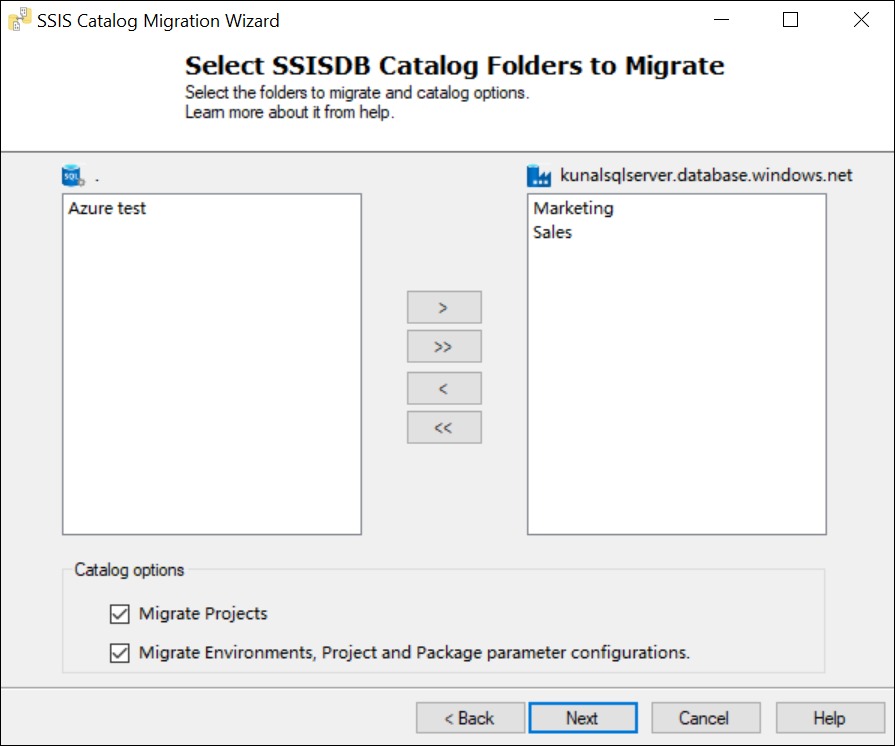 SSIS Catalog Migration Wizard
Select SSISDB Catalog Folders to Migrate
Select the folders to migrate and catalog options.
Learn more about it from help.
SQL .
kunalsqlserver.database.windows.net
Azure test
Marketing
Sales
>
>>
<
<<
Catalog options
Migrate Projects
Migrate Environments, Project and Package parameter configurations.
< Back
Next
Cancel
Help